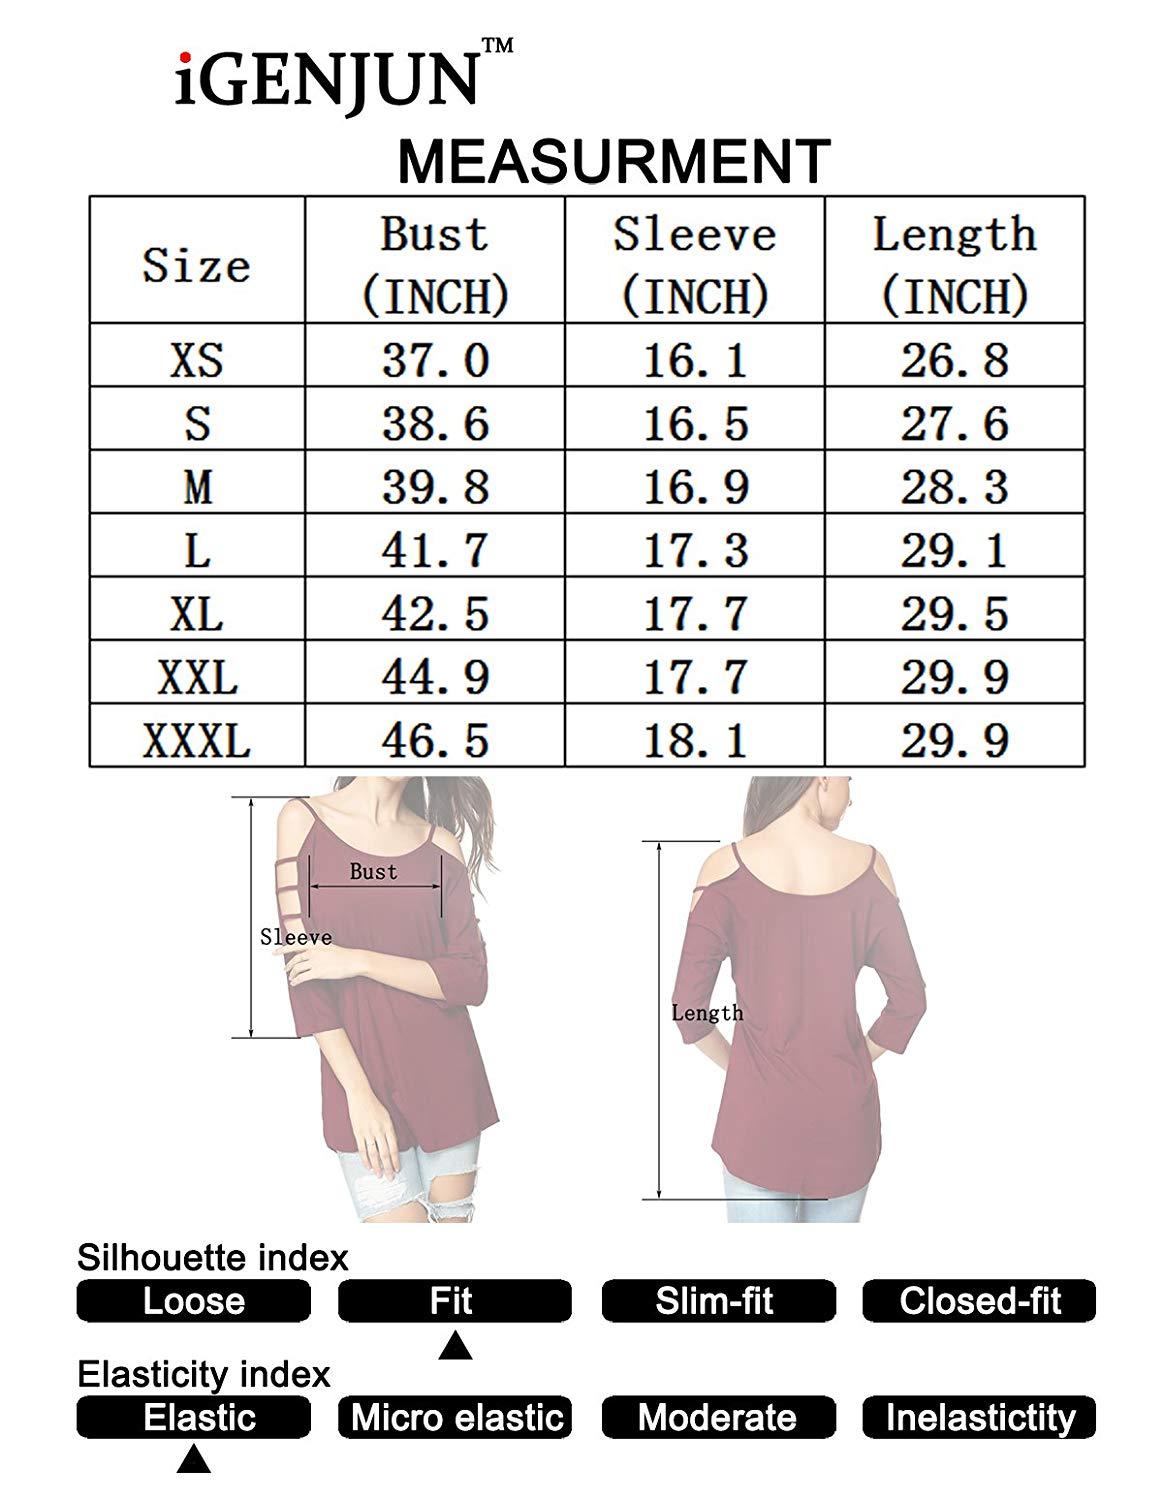 iGENJUN™
MEASURMENT
Size Bust (INCH) Sleeve (INCH) Length (INCH)
XS 37.0 16.1 26.8
S 38.6 16.5 27.6
M 39.8 16.9 28.3
L 41.7 17.3 29.1
XL 42.5 17.7 29.5
XXL 44.9 17.7 29.9
XXXL 46.5 18.1 29.9
Bust
Sleeve
Length
Silhouette index
Loose Fit Slim-fit Closed-fit
Elasticity index
Elastic Micro elastic Moderate Inelastictity